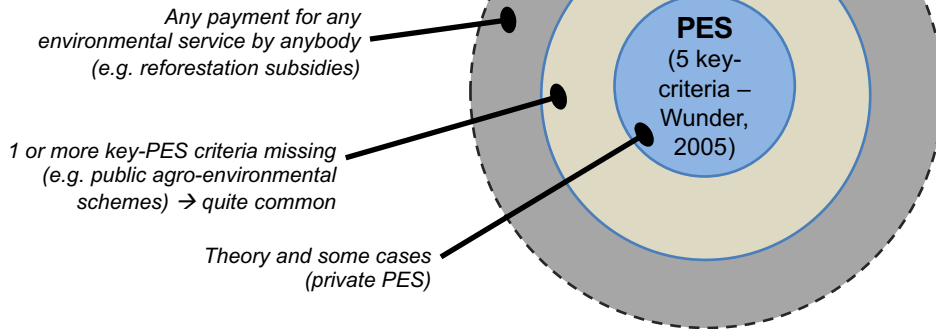 Any payment for any
environmental service by anybody
(e.g. reforestation subsidies)
PES
(5 key-
criteria –
Wunder,
2005)
1 or more key-PES criteria missing
(e.g. public agro-environmental
schemes) → quite common
Theory and some cases
(private PES)